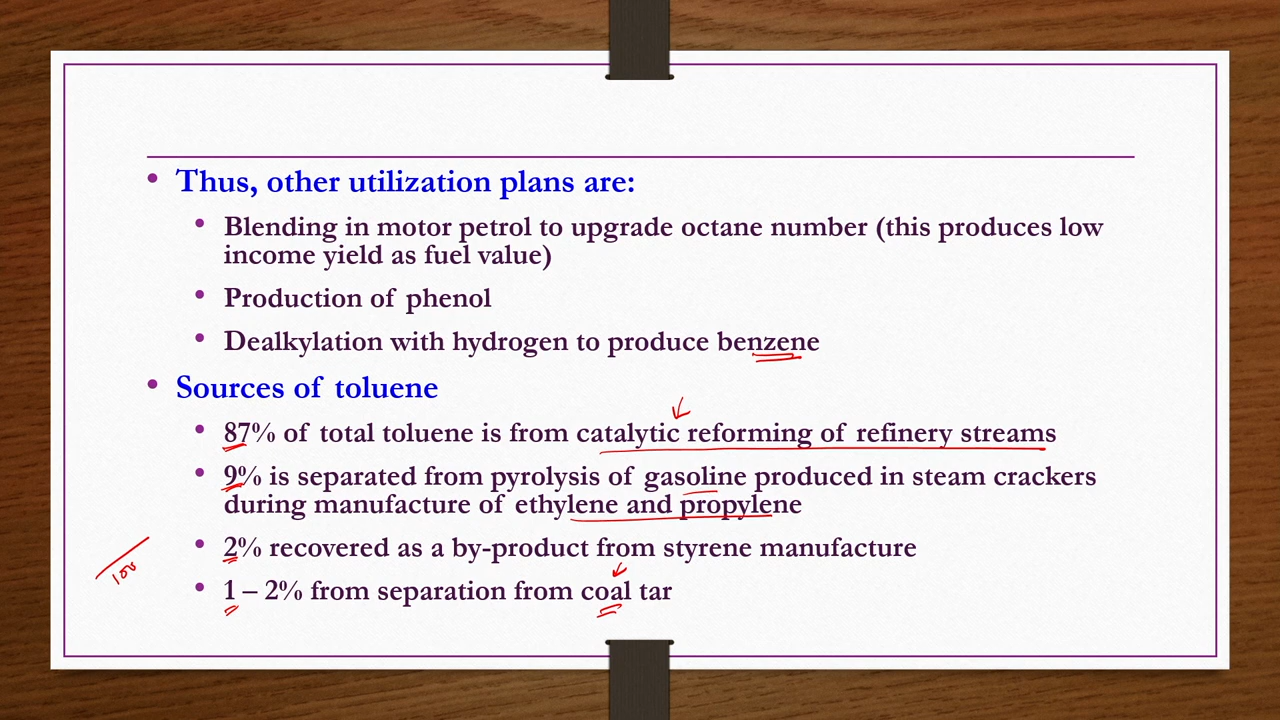 • Thus, other utilization plans are:
• Blending in motor petrol to upgrade octane number (this produces low
income yield as fuel value)
• Production of phenol
• Dealkylation with hydrogen to produce benzene
• Sources of toluene
• 87% of total toluene is from catalytic reforming of refinery streams
• 9% is separated from pyrolysis of gasoline produced in steam crackers
during manufacture of ethylene and propylene
• 2% recovered as a by-product from styrene manufacture
• 1 – 2% from separation from coal tar